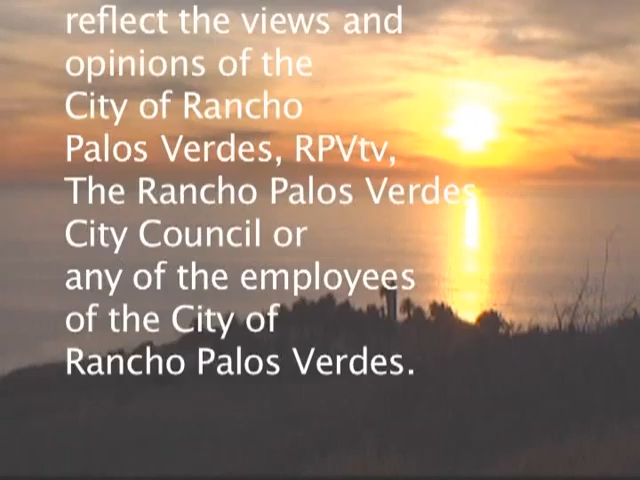 reflect the views and
opinions of the
City of Rancho
Palos Verdes, RPVtv,
The Rancho Palos Verdes
City Council or
any of the employees
of the City of
Rancho Palos Verdes.